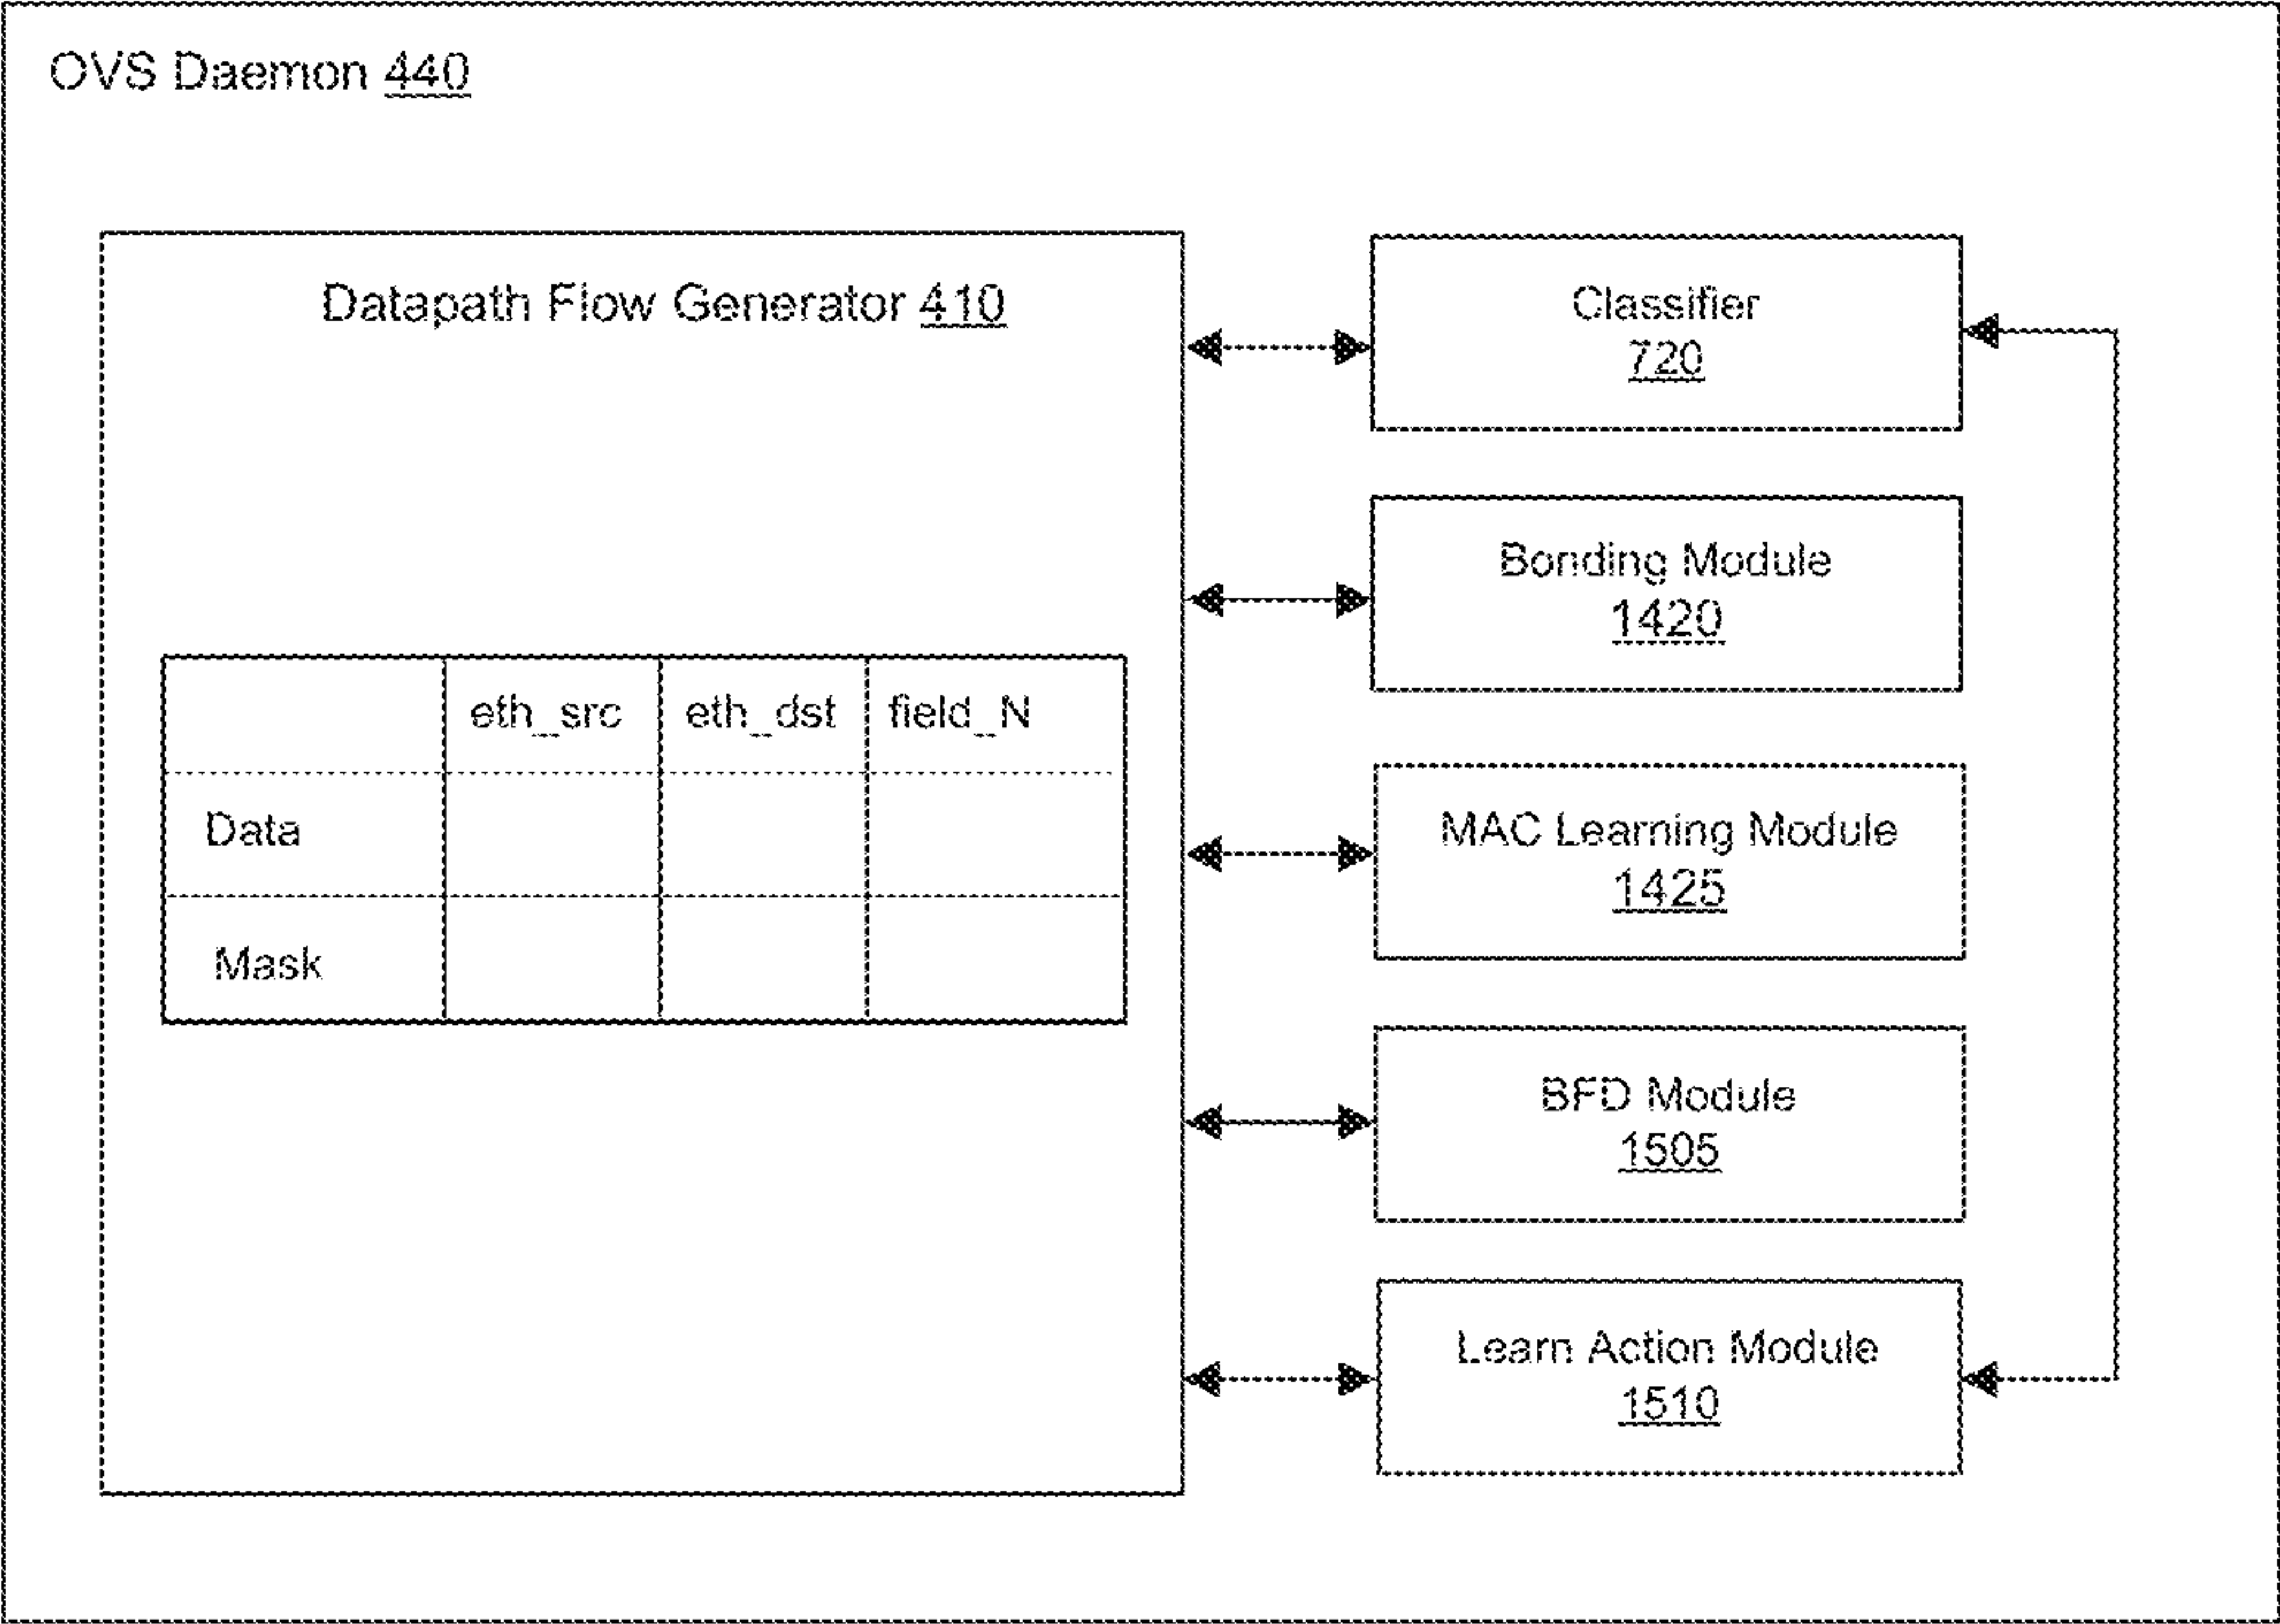 OVS Daemon 440
Datapath Flow Generator 410
eth_src eth_dst field_N
Data
Mask
Classifier
720
Bonding Module
1420
MAC Learning Module
1425
BFD Module
1505
Learn Action Module
1510